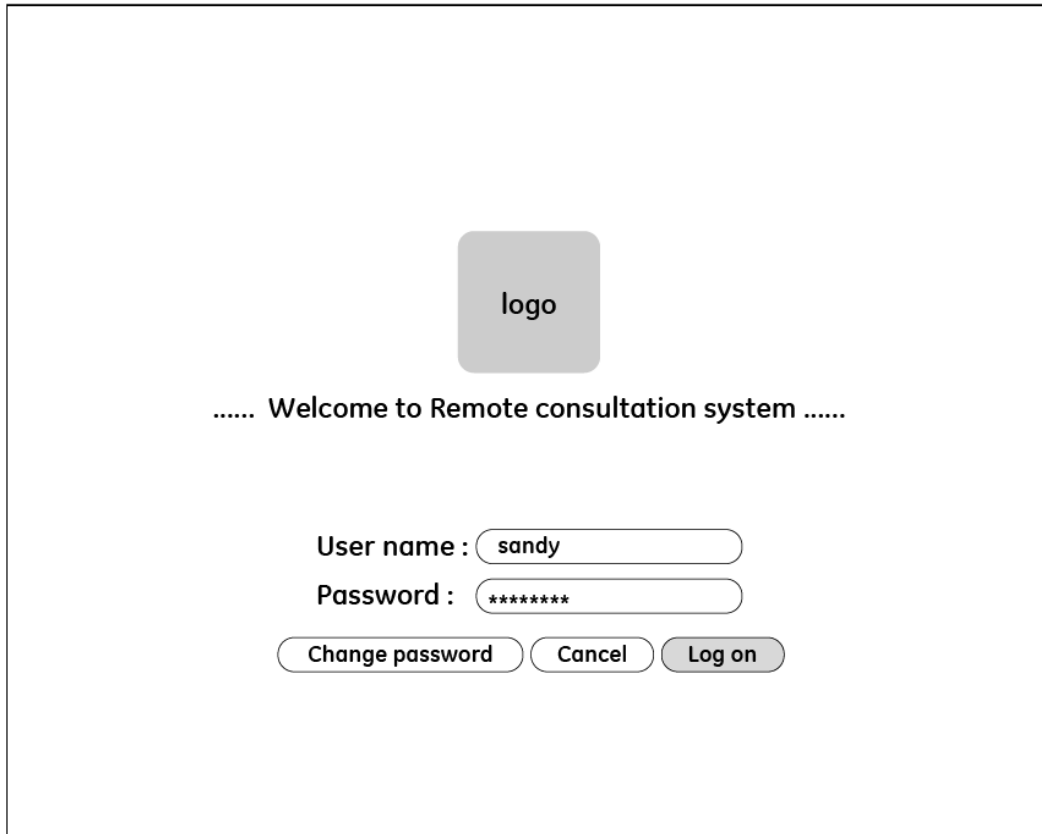 logo
...... Welcome to Remote consultation system ......
User name : sandy
Password : ********
Change password Cancel Log on